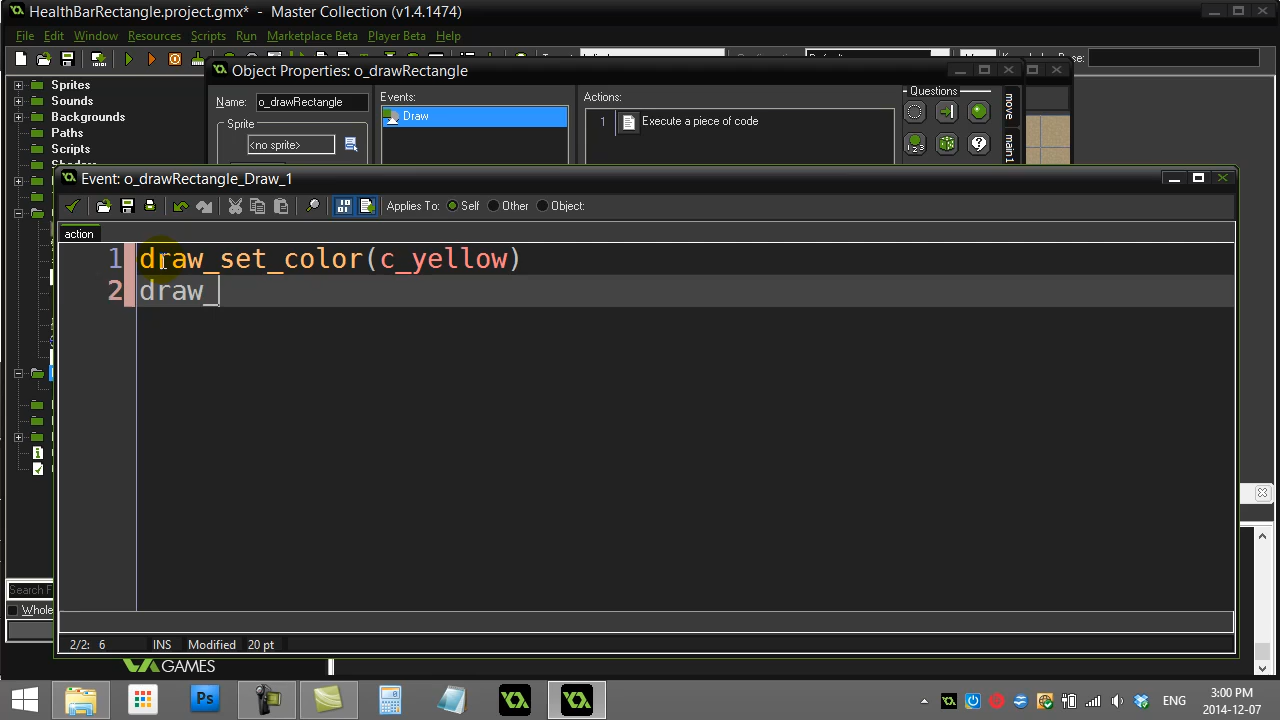 HealthBarRectangle.project.gmx* - Master Collection (v1.4.1474)
File Edit Window Resources Scripts Run Marketplace Beta Player Beta Help
Sprites
Sounds
Backgrounds
Paths
Scripts
Object Properties: o_drawRectangle
Name: o_drawRectangle
Sprite
<no sprite>
Events:
Draw
Actions:
1 Execute a piece of code
Questions
move
main1
Event: o_drawRectangle_Draw_1
Applies To: Self Other Object:
action
1 draw_set_color(c_yellow)
2 draw_
2/2: 6 INS Modified 20 pt
Search F
Whole
GAMES
Ps
ENG
3:00 PM
2014-12-07